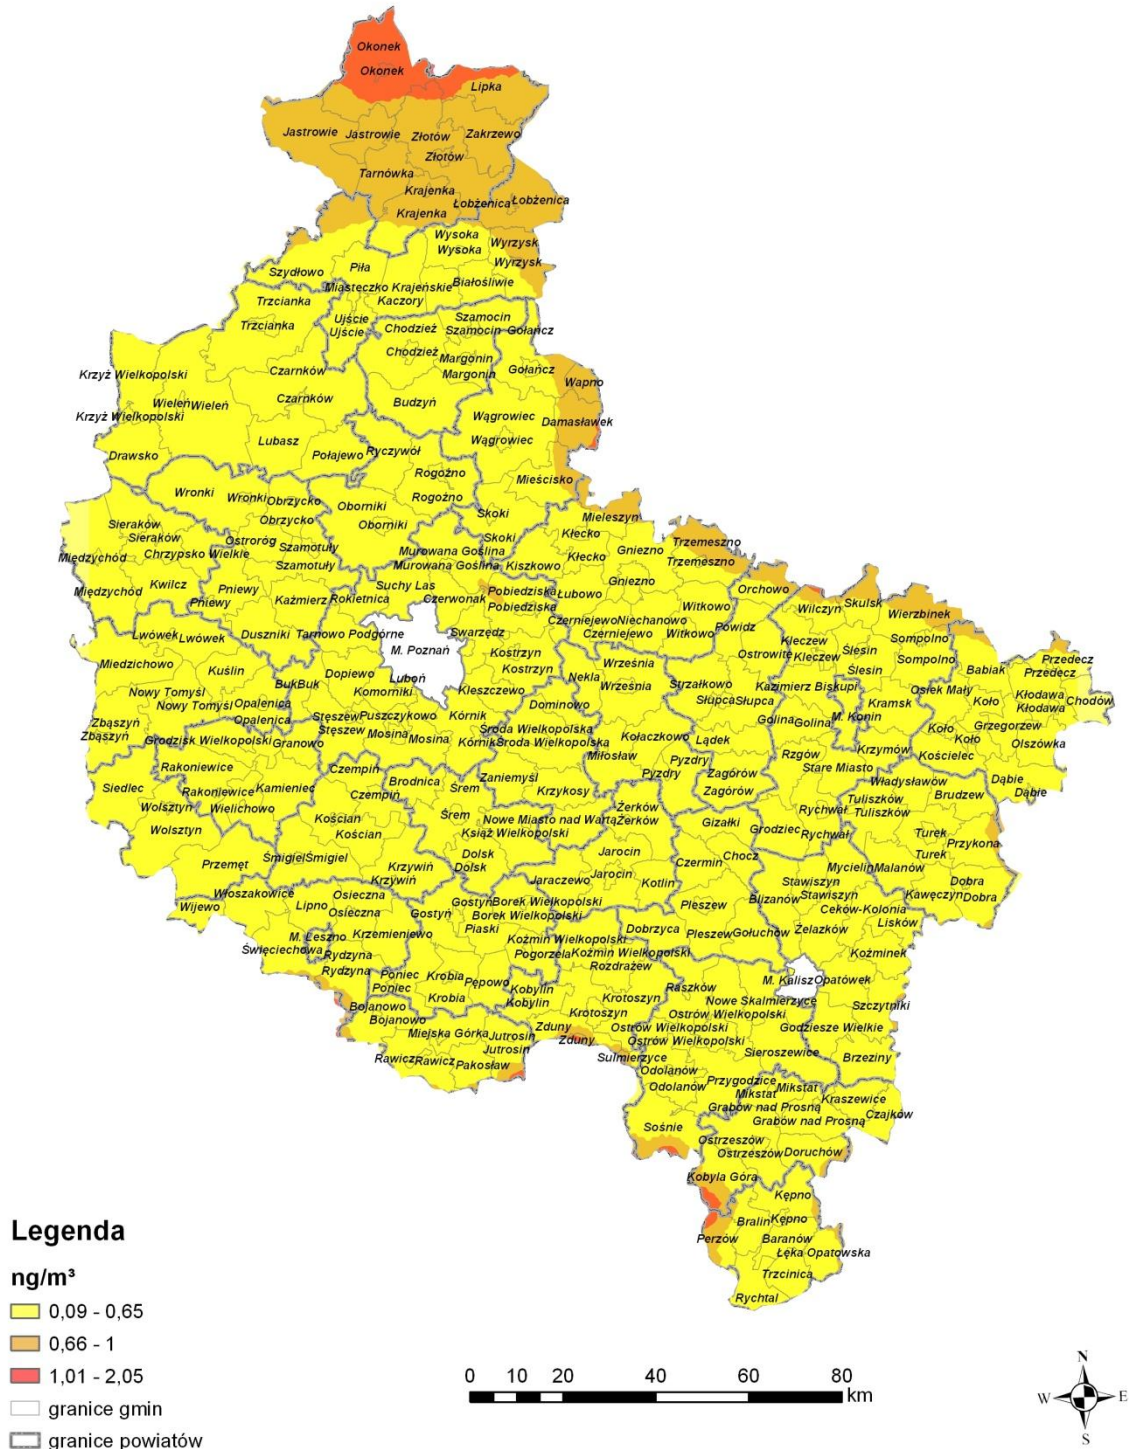 Okonek
Okonek
Lipka
Jastrowie Jastrowie Złotów Zakrzewo
Złotów
Tarnówka
Krajenka
Łobżenica Łobżenica
Krajenka
Wysoka
Wysoka Wyrzysk
Wyrzysk
Szydłowo Piła
Miasteczko Krajeńskie Białośliwie
Trzcianka Kaczory
Trzcianka Ujście Chodzież Szamocin
Ujście Szamocin Gołańcz
Chodzież Margonin
Krzyż Wielkopolski Czarnków Margonin Gołańcz Wapno
Wieleń Wieleń Czarnków Budzyń
Krzyż Wielkopolski Wągrowiec Damasławek
Drawsko Lubasz Połajewo Ryczywół Wągrowiec
Rogoźno Mieścisko
Wronki Wronki Obrzycko Oborniki Rogoźno
Obrzycko Oborniki Skoki Mieleszyn
Sieraków
Sieraków Ostroróg Szamotuły Skoki Kłecko Trzemeszno
Międzychód Chrzypsko Wielkie Szamotuły Murowana Goślina Kłecko Gniezno Trzemeszno
Murowana Goślina Kiszkowo
Międzychód Kwilcz Pniewy Kaźmierz Rokietnica Suchy Las Czerwonak Pobiedziska Łubowo Gniezno Orchowo
Pniewy Pobiedziska Witkowo Wilczyn Skulsk Wierzbinek
Lwówek Lwówek Duszniki Tarnowo Podgórne Swarzędz Czerniejewo Niechanowo
Czerniejewo Witkowo Powidz
Miedzichowo Kuślin M. Poznań Kostrzyn Września Ostrowite Kleczew Ślesin Sompolno
Kleczew Ślesin Sompolno Babiak Przedecz
Przedecz
Nowy Tomyśl Buk Buk Dopiewo Luboń Kostrzyn Nekla
Nowy Tomyśl Opalenica Komorniki Kleszczewo Września Strzałkowo Kazimierz Biskupi Osiek Mały Kłodawa Chodów
Opalenica Dominowo Słupca Słupca Kramsk Koło Kłodawa
Zbąszyń Stęszew Puszczykowo Kórnik Golina Golina M. Konin Grzegorzew
Zbąszyń Stęszew Mosina Mosina Kórnik Środa Wielkopolska
Środa Wielkopolska Kołaczkowo Lądek Koło Koło Olszówka
Grodzisk Wielkopolski Granowo Miłosław Rzgów Krzymów Kościelec
Rakoniewice Czempiń Brodnica Zaniemyśl Pyzdry Stare Miasto
Siedlec Rakoniewice Kamieniec Czempiń Śrem Krzykosy Pyzdry Zagórów Władysławów Dąbie
Wolsztyn Wielichowo Zagórów Brudzew Dąbie
Wolsztyn Kościan Śrem Nowe Miasto nad Wartą Żerków Rychwał Tuliszków
Kościan Książ Wielkopolski Żerków Gizałki Grodziec Rychwał Tuliszków
Przemęt Śmigiel Śmigiel Dolsk Jarocin Czermin Chocz Turek Przykona
Krzywiń Dolsk Jarocin Mycielin Malanów Turek
Włoszakowice Krzywiń Jaraczewo Kotlin Stawiszyn Dobra
Wijewo Lipno Osieczna Gostyń Borek Wielkopolski Blizanów Stawiszyn Kawęczyn Dobra
Osieczna Gostyń Borek Wielkopolski Pleszew Ceków-Kolonia
M. Leszno Krzemieniewo Piaski Dobrzyca Pleszew Gołuchów Żelazków Lisków
Święciechowa Rydzyna Koźmin Wielkopolski
Rydzyna Pogorzela Koźmin Wielkopolski Koźminek
Poniec Krobia Pępowo Rozdrażew M. Kalisz Opatówek
Poniec Krobia Kobylin Raszków
Bojanowo Kobylin Krotoszyn Nowe Skalmierzyce Szczytniki
Bojanowo Krotoszyn Ostrów Wielkopolski
Miejska Górka Jutrosin Zduny Ostrów Wielkopolski Godziesze Wielkie
Jutrosin Zduny Ostrów Wielkopolski
Rawicz Rawicz Pakosław Sulmierzyce Sieroszewice Brzeziny
Odolanów
Odolanów Przygodzice Mikstat
Mikstat Kraszewice
Grabów nad Prosną Czajków
Sośnie Grabów nad Prosną
Ostrzeszów
Ostrzeszów Doruchów
Kobyla Góra
Kępno
Bralin Kępno
Perzów Baranów
Łęka Opatowska
Trzcinica
Rychtal
Legenda
ng/m³
0,09 - 0,65
0,66 - 1
1,01 - 2,05
granice gmin
granice powiatów
0 10 20 40 60 80
km
N
W E
S